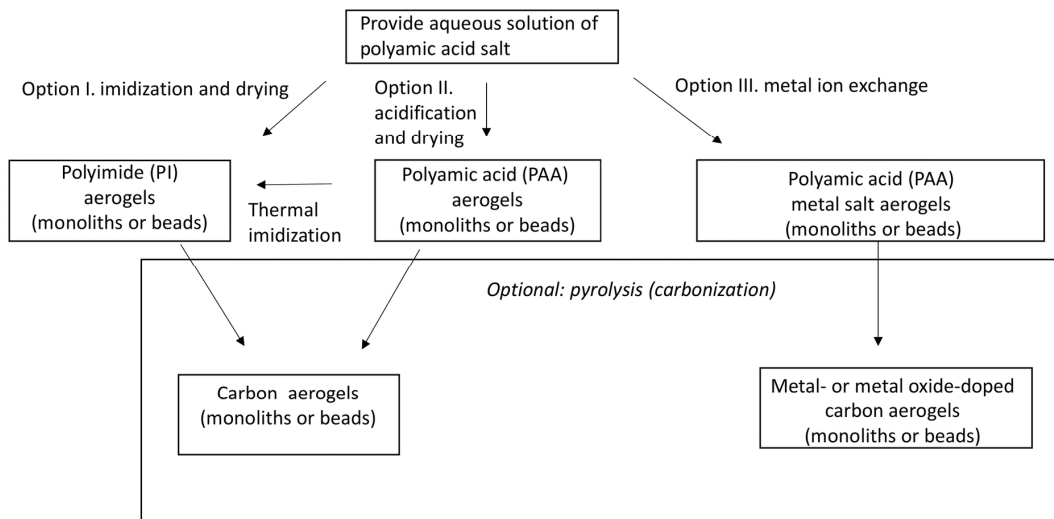 Provide aqueous solution of
polyamic acid salt
Option I. imidization and drying
Option II.
acidification
and drying
Option III. metal ion exchange
Polyimide (PI)
aerogels
(monoliths or beads)
Thermal
imidization
Polyamic acid (PAA)
aerogels
(monoliths or beads)
Polyamic acid (PAA)
metal salt aerogels
(monoliths or beads)
Optional: pyrolysis (carbonization)
Carbon aerogels
(monoliths or beads)
Metal- or metal oxide-doped
carbon aerogels
(monoliths or beads)